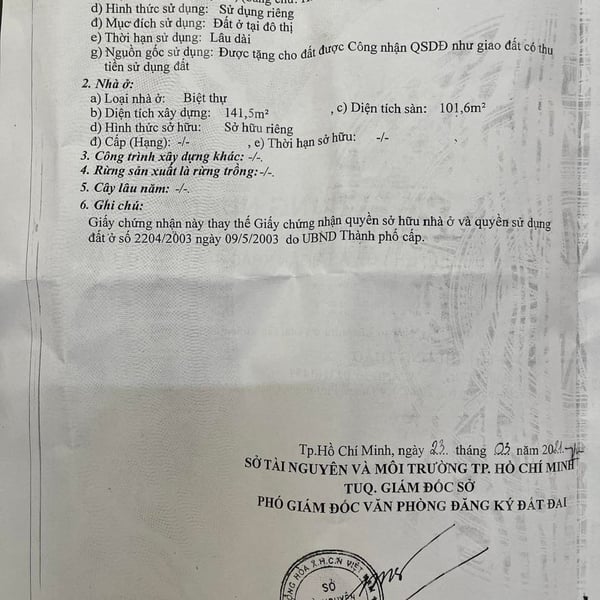 d) Hình thức sử dụng: Sử dụng riêng
đ) Mục đích sử dụng: Đất ở tại đô thị
e) Thời hạn sử dụng: Lâu dài
g) Nguồn gốc sử dụng: Được tặng cho đất được Công nhận QSDĐ như giao đất có thu
tiền sử dụng đất
2. Nhà ở:
a) Loại nhà ở: Biệt thự
b) Diện tích xây dựng: 141,5m² , c) Diện tích sàn: 101,6m²
d) Hình thức sở hữu: Sở hữu riêng
đ) Cấp (Hạng): -/- , e) Thời hạn sở hữu: -/-
3. Công trình xây dựng khác: -/-.
4. Rừng sản xuất là rừng trồng:-/-.
5. Cây lâu năm: -/-.
6. Ghi chú:
Giấy chứng nhận này thay thế Giấy chứng nhận quyền sở hữu nhà ở và quyền sử dụng
đất ở số 2204/2003 ngày 09/5/2003 do UBND Thành phố cấp.
Tp.Hồ Chí Minh, ngày 23. tháng 03 năm 2021
SỞ TÀI NGUYÊN VÀ MÔI TRƯỜNG TP. HỒ CHÍ MINH
TUQ. GIÁM ĐỐC SỞ
PHÓ GIÁM ĐỐC VĂN PHÒNG ĐĂNG KÝ ĐẤT ĐAI
CỘNG HÒA X.H.C.N VIỆT NAM
SỞ